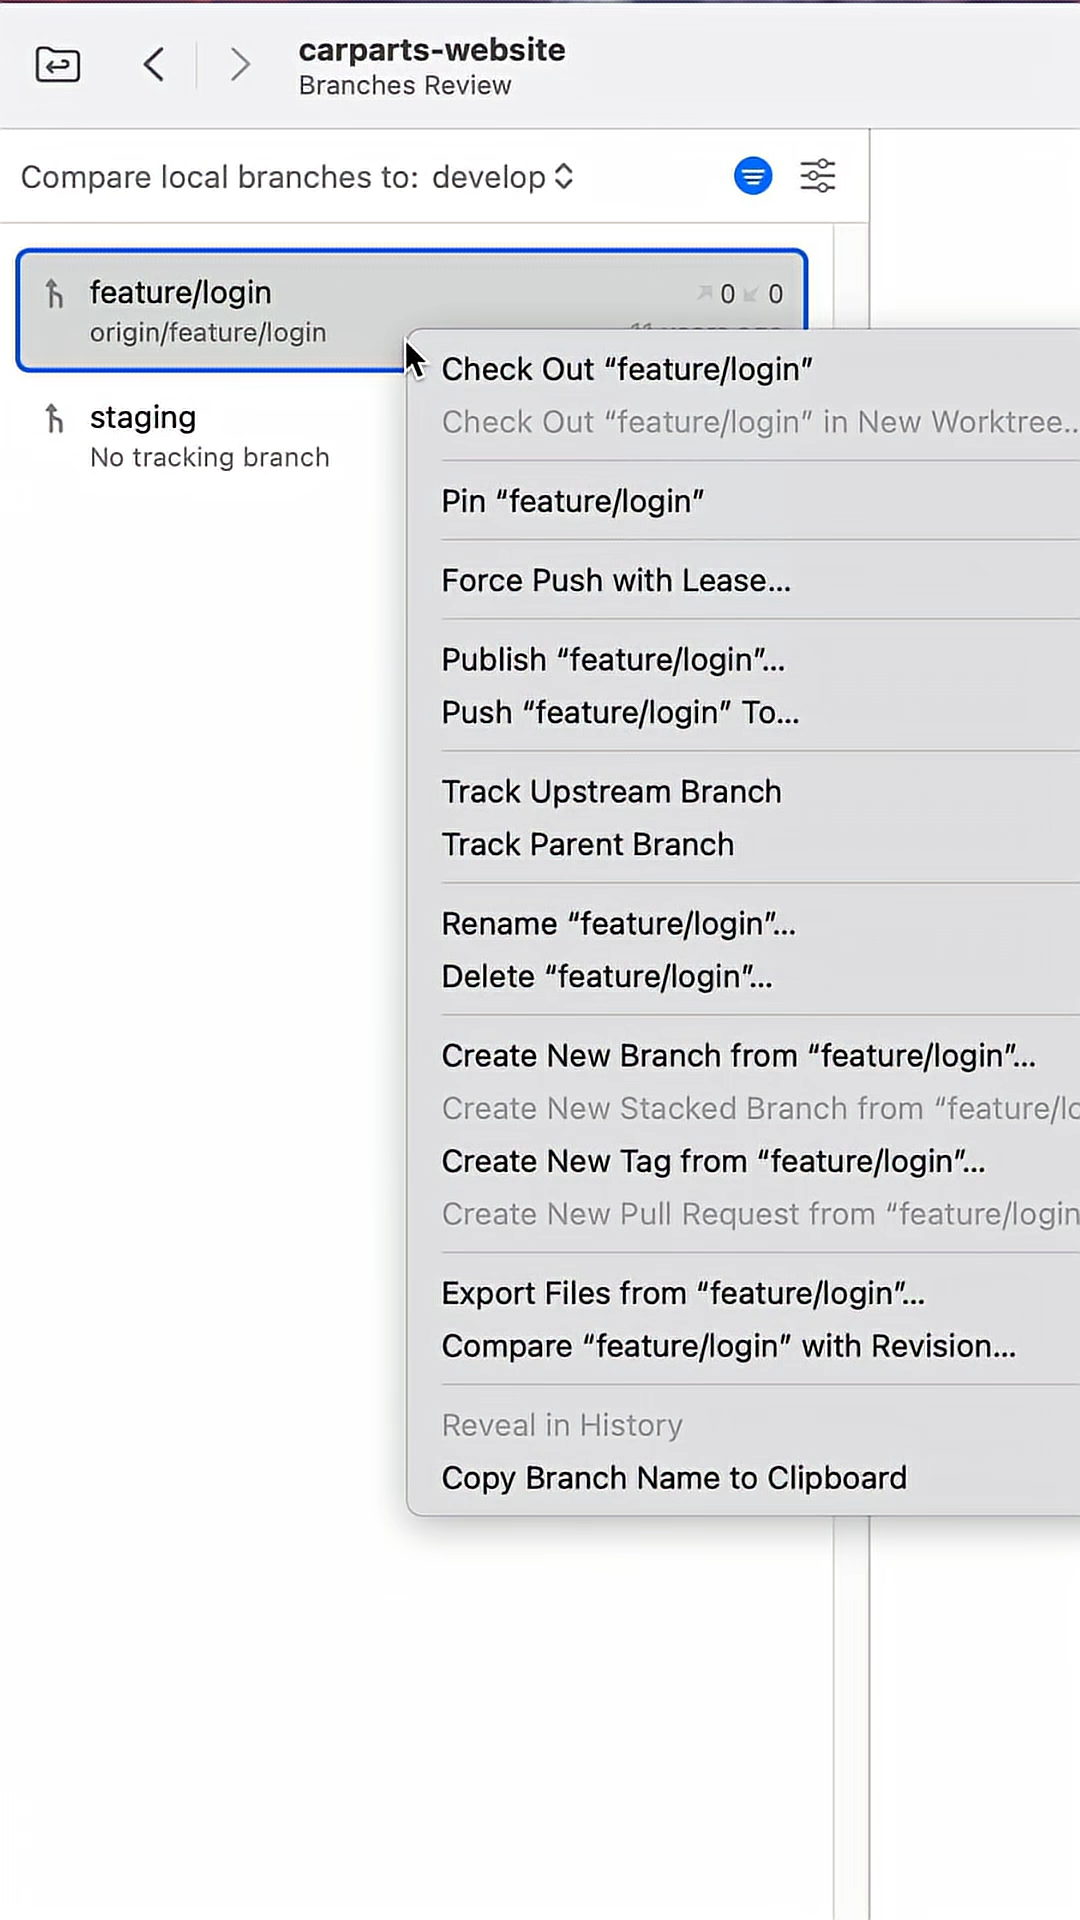 carparts-website
Branches Review
Compare local branches to: develop
feature/login 0 0
origin/feature/login
staging
No tracking branch
Check Out “feature/login”
Check Out “feature/login” in New Worktree..
Pin “feature/login”
Force Push with Lease...
Publish “feature/login”...
Push “feature/login” To...
Track Upstream Branch
Track Parent Branch
Rename “feature/login”...
Delete “feature/login”...
Create New Branch from “feature/login”...
Create New Stacked Branch from “feature/lo
Create New Tag from “feature/login”...
Create New Pull Request from “feature/login
Export Files from “feature/login”...
Compare “feature/login” with Revision...
Reveal in History
Copy Branch Name to Clipboard